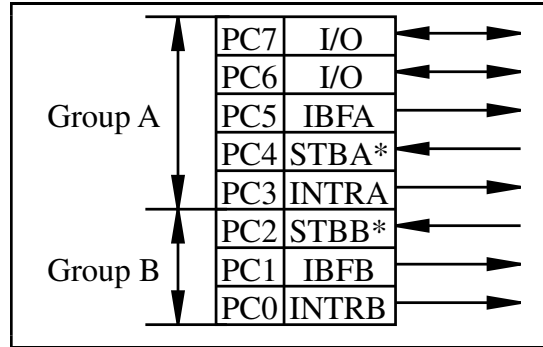 PC7 I/O
PC6 I/O
Group A PC5 IBFA
PC4 STBA*
PC3 INTRA
PC2 STBB*
Group B PC1 IBFB
PC0 INTRB